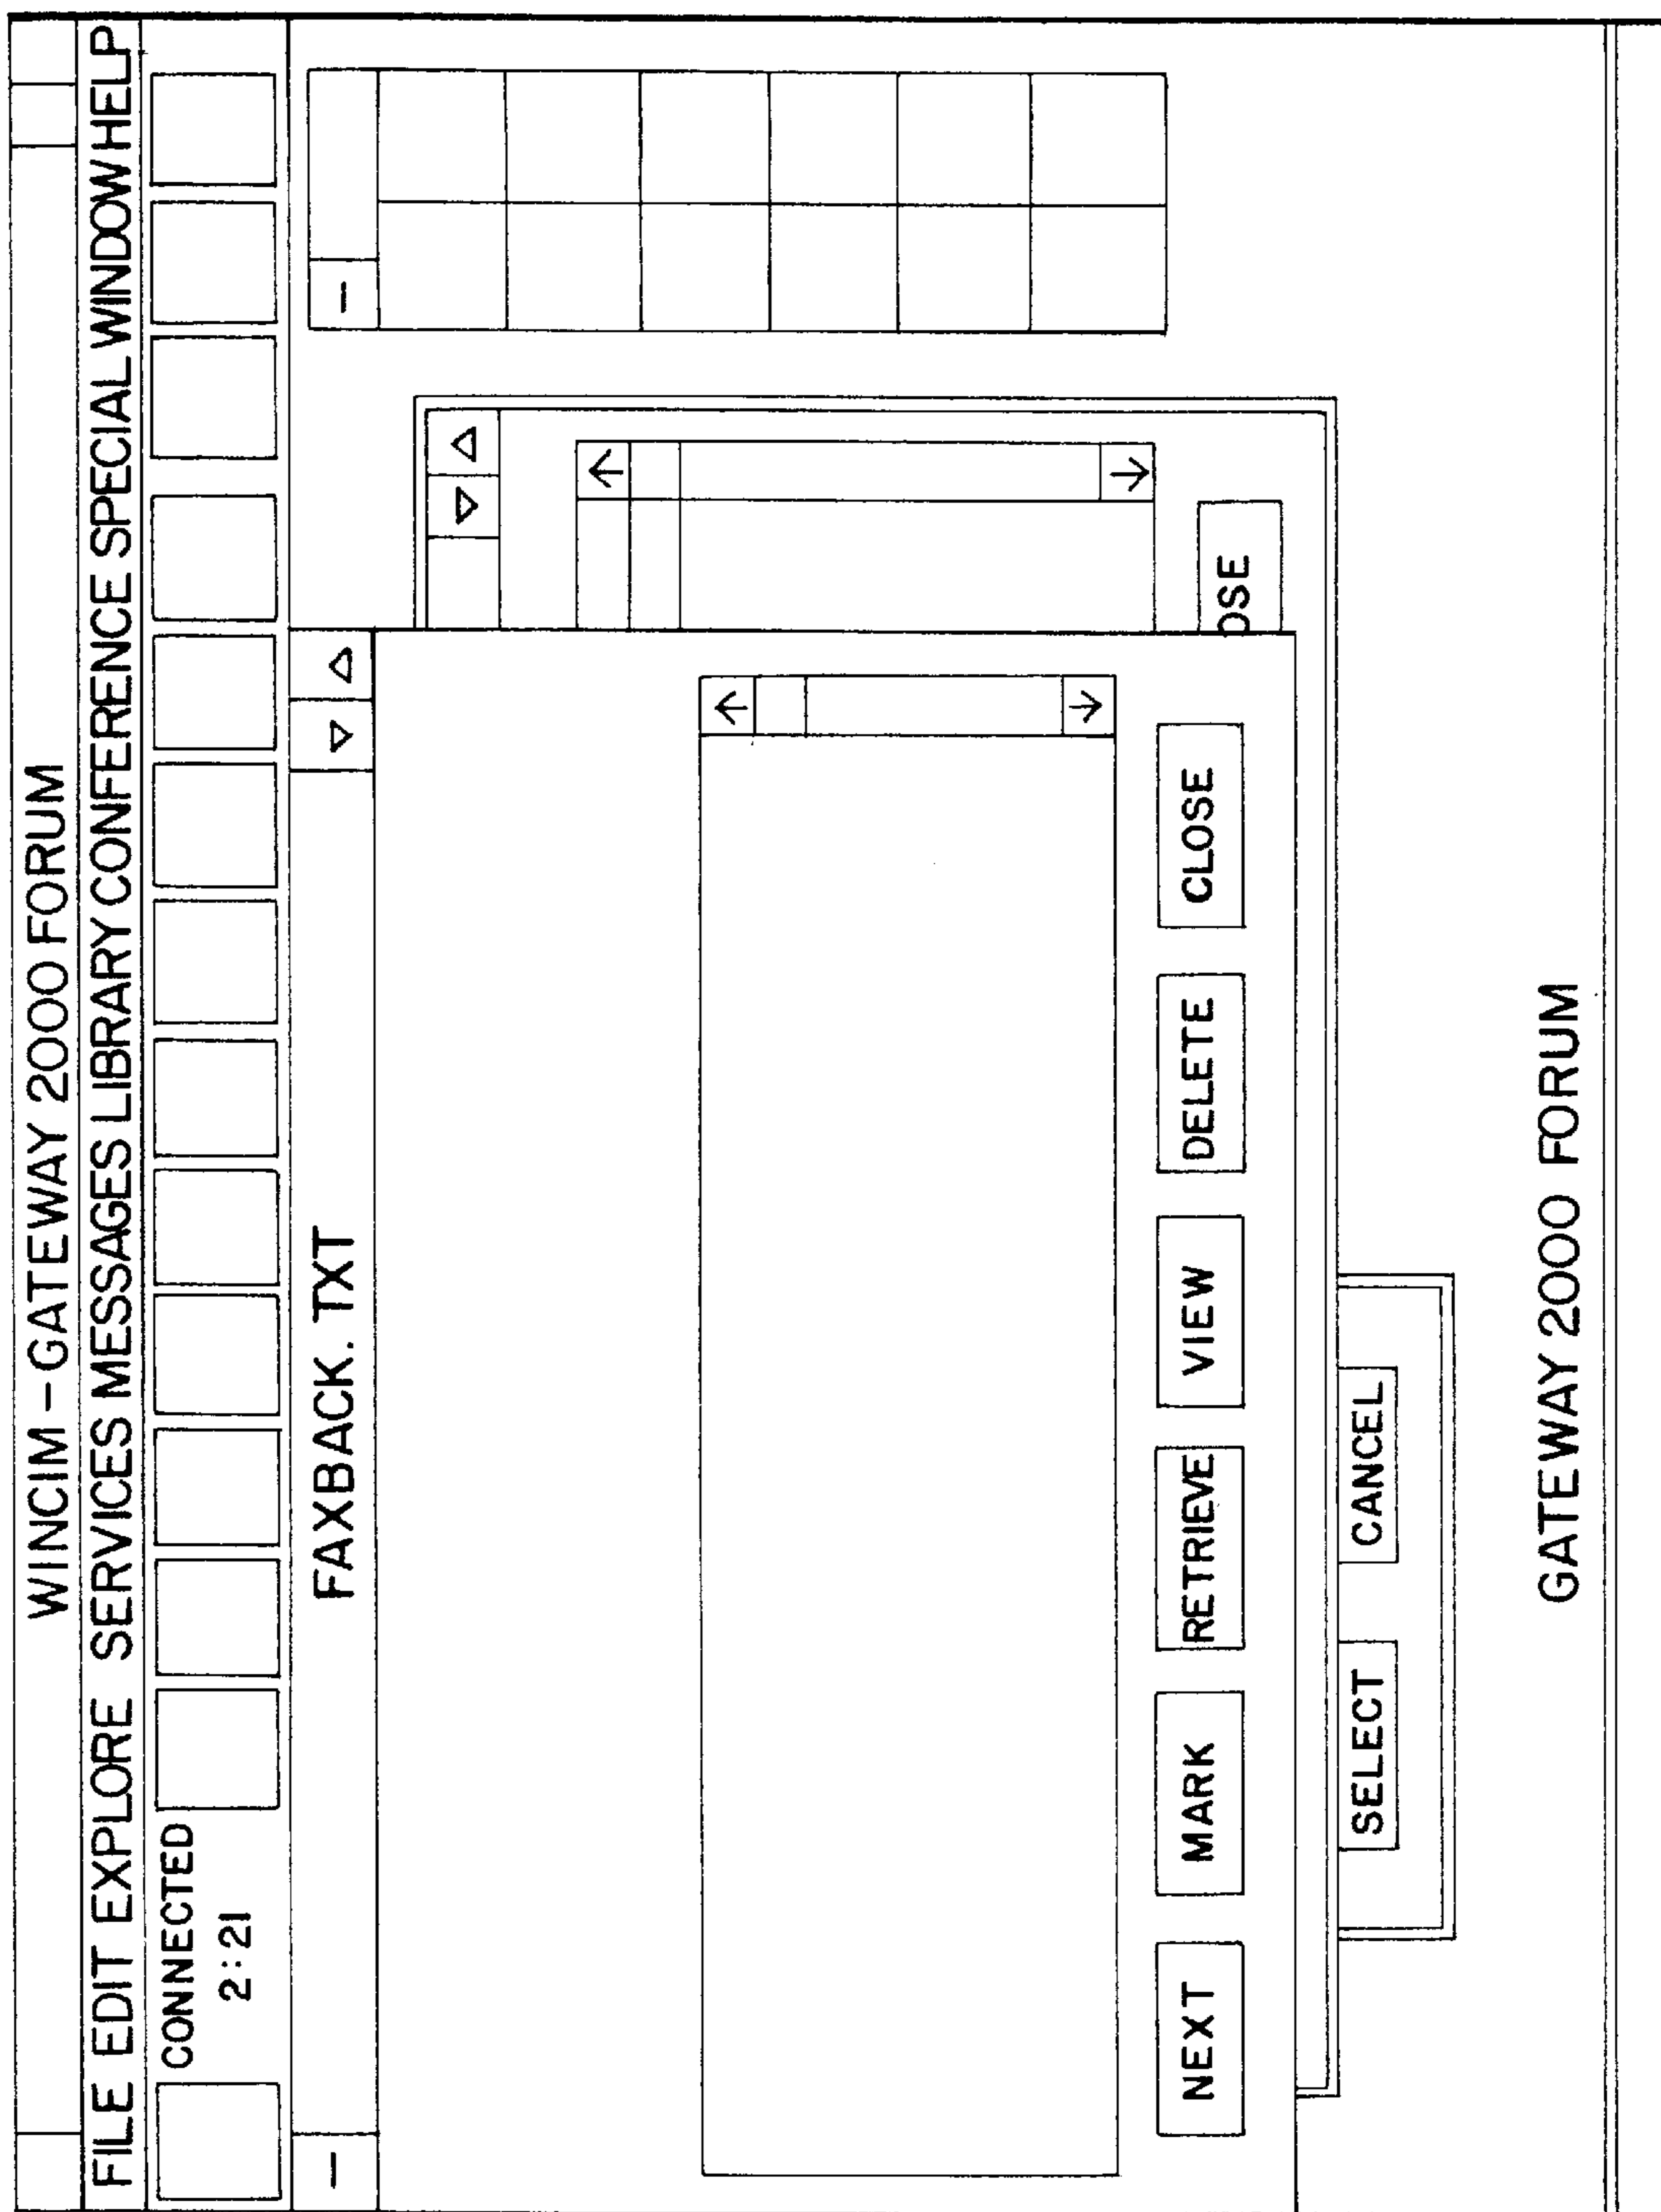 WINCIM - GATEWAY 2000 FORUM
FILE EDIT EXPLORE SERVICES MESSAGES LIBRARY CONFERENCE SPECIAL WINDOW HELP
CONNECTED
2:21
FAXBACK. TXT
NEXT MARK RETRIEVE VIEW DELETE CLOSE OSE
SELECT CANCEL
GATEWAY 2000 FORUM